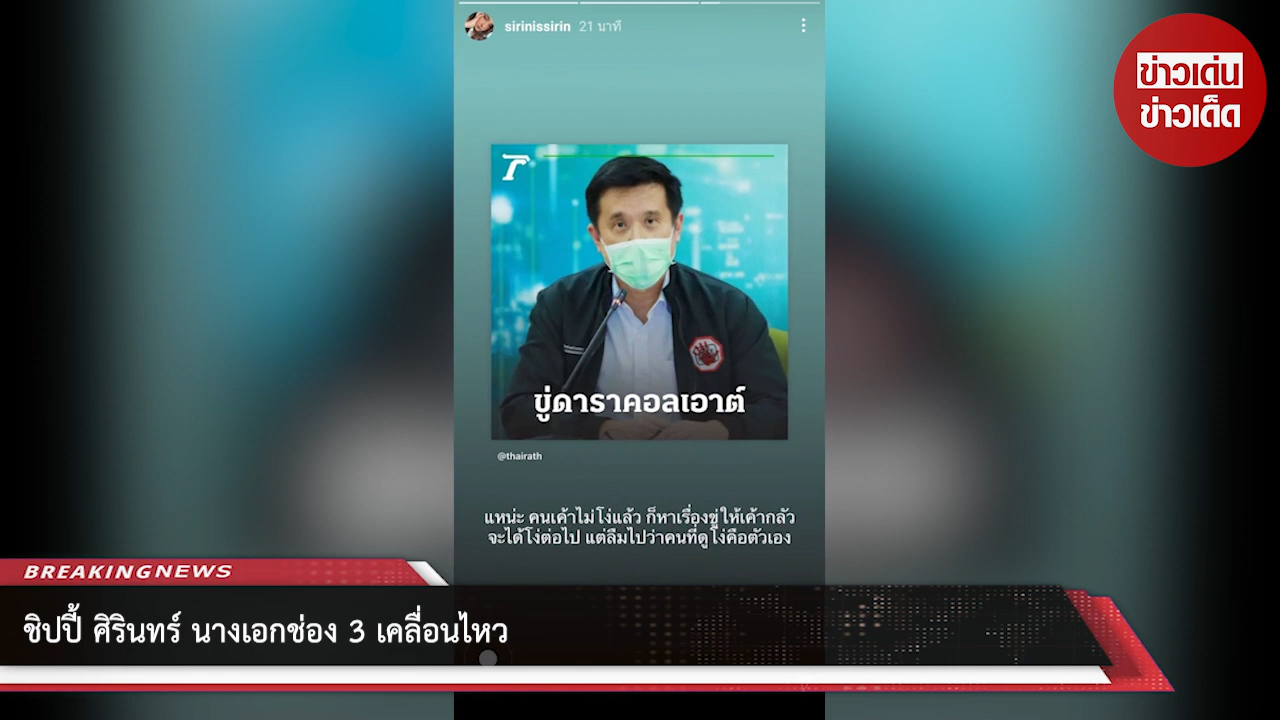 sirinissirin 21 นาที
ข่าวเด่น
ข่าวเด็ด
ขู่ดาราคอลเอาต์
@thairath
แหน่ะ คนเค้าไม่โง่แล้ว ก็หาเรื่องขู่ให้เค้ากลัว
จะได้โง่ต่อไป แต่ลืมไปว่าคนที่ดูโง่คือตัวเอง
BREAKINGNEWS
ซิปปี้ ศิรินทร์ นางเอกช่อง 3 เคลื่อนไหว